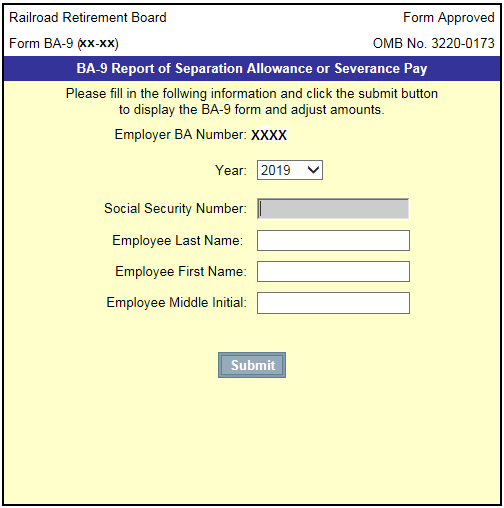 Railroad Retirement Board Form Approved
Form BA-9 (xx-xx) OMB No. 3220-0173
BA-9 Report of Separation Allowance or Severance Pay
Please fill in the follwing information and click the submit button
to display the BA-9 form and adjust amounts.
Employer BA Number: XXXX
Year: 2019
Social Security Number:
Employee Last Name:
Employee First Name:
Employee Middle Initial:
Submit